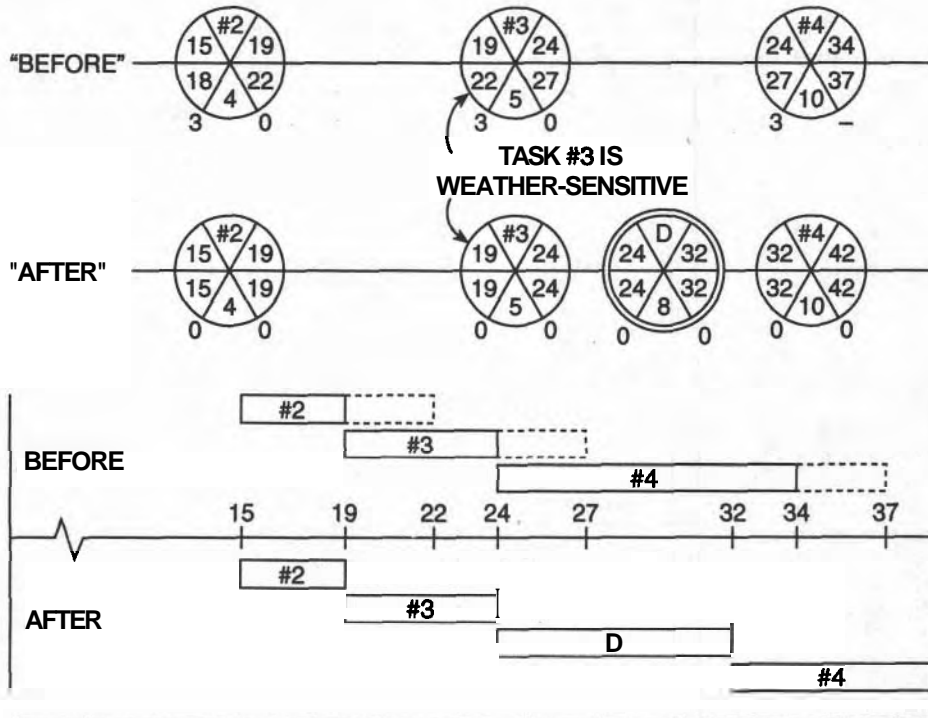 #2 #3 #4
15 19 19 24 24 34
"BEFORE"
18 22 22 27 27 37
4 5 10
3 0 3 0 3 –
TASK #3 IS
WEATHER-SENSITIVE
#2 #3 D #4
15 19 19 24 24 32 32 42
"AFTER"
15 19 19 24 24 32 32 42
4 5 8 10
0 0 0 0 0 0 0 0
#2
#3
BEFORE
#4
15 19 22 24 27 32 34 37
#2
#3
AFTER
D
#4